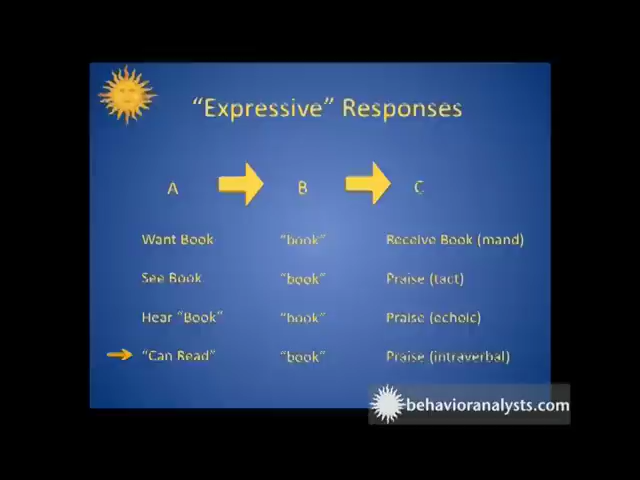 "Expressive" Responses
A B C
Want Book "book" Receive Book (mand)
See Book "book" Praise (tact)
Hear "Book" "book" Praise (echoic)
"Can Read" "book" Praise (intraverbal)
behavioranalysts.com